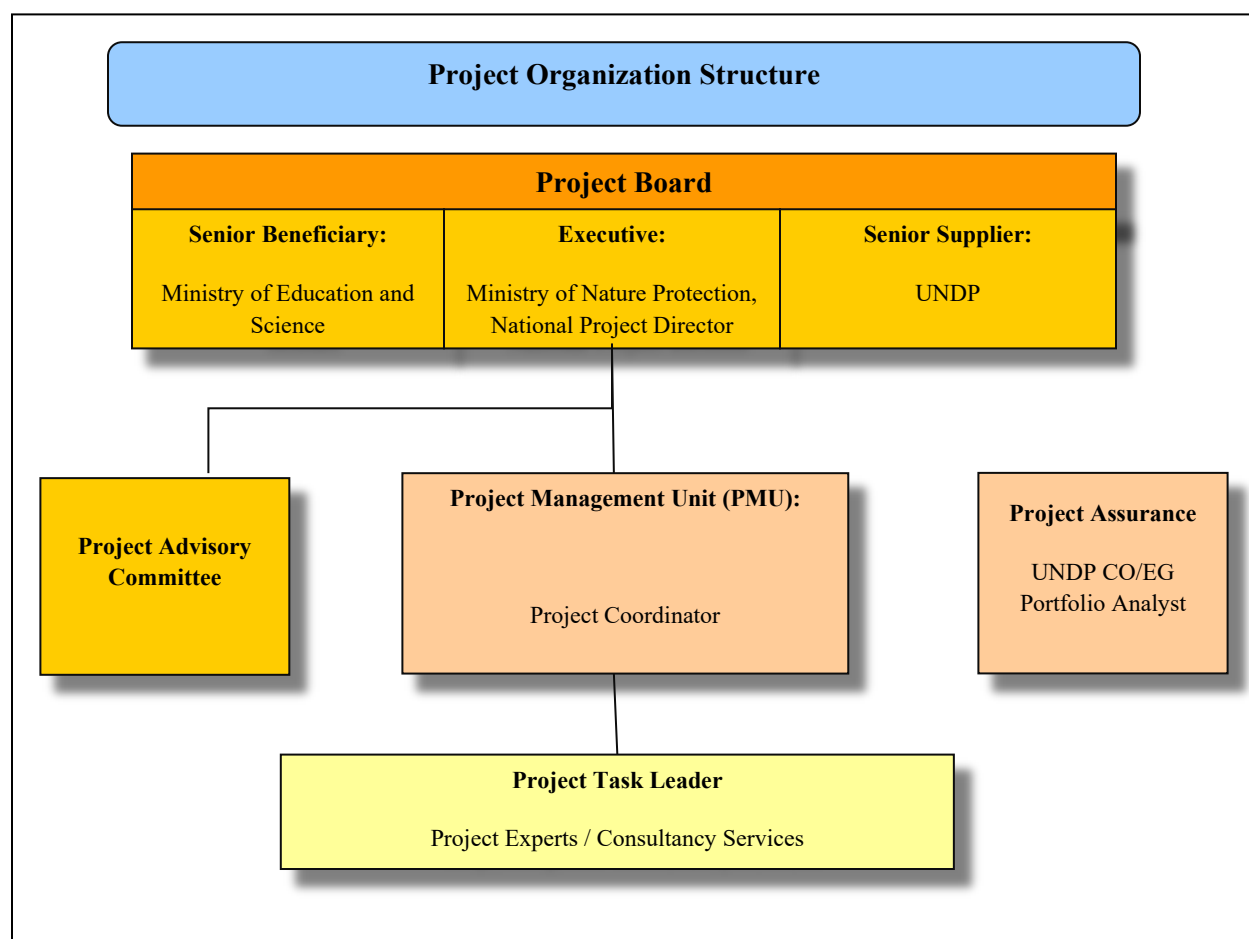 Project Organization Structure
Project Board
Senior Beneficiary:
Ministry of Education and
Science
Executive:
Ministry of Nature Protection,
National Project Director
Senior Supplier:
UNDP
Project Advisory
Committee
Project Management Unit (PMU):
Project Coordinator
Project Assurance
UNDP CO/EG
Portfolio Analyst
Project Task Leader
Project Experts / Consultancy Services